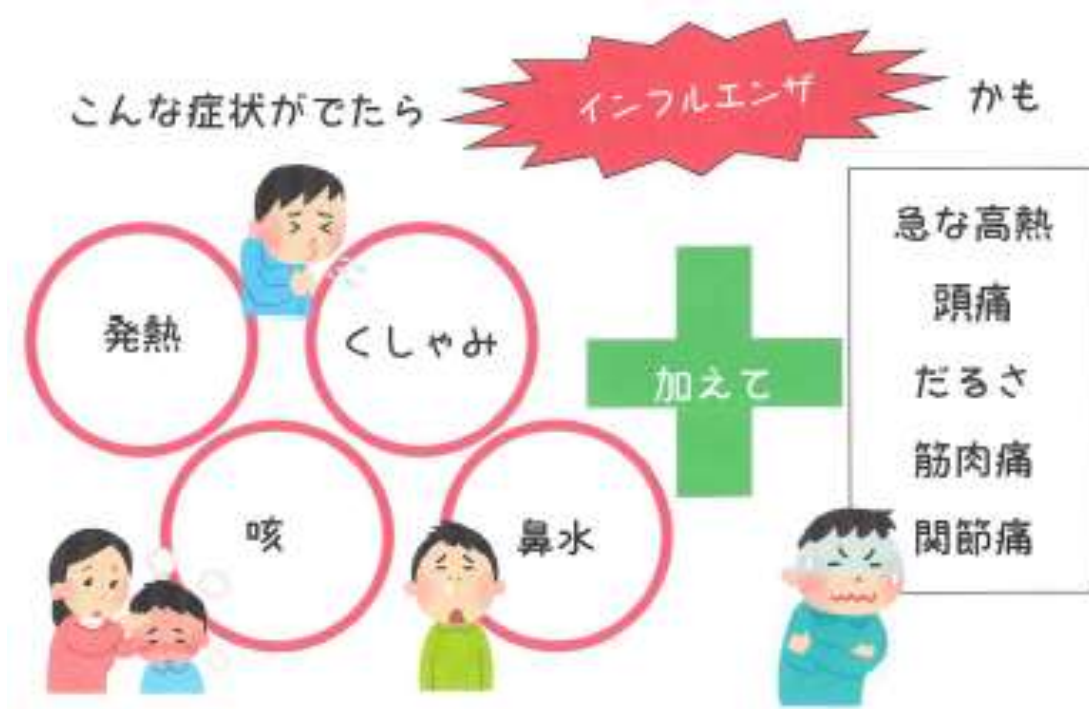 こんな症状がでたら インフルエンザ かも
発熱
くしゃみ
咳
鼻水
加えて
急な高熱
頭痛
だるさ
筋肉痛
関節痛